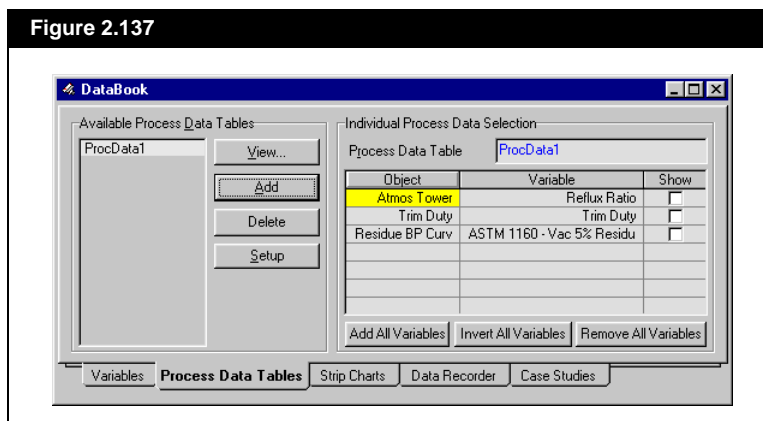 Figure 2.137
DataBook
Available Process Data Tables
ProcData1
View...
Add
Delete
Setup
Individual Process Data Selection
Process Data Table ProcData1
Object Variable Show
Atmos Tower Reflux Ratio
Trim Duty Trim Duty
Residue BP Curv ASTM 1160 - Vac 5% Residu
Add All Variables Invert All Variables Remove All Variables
Variables Process Data Tables Strip Charts Data Recorder Case Studies